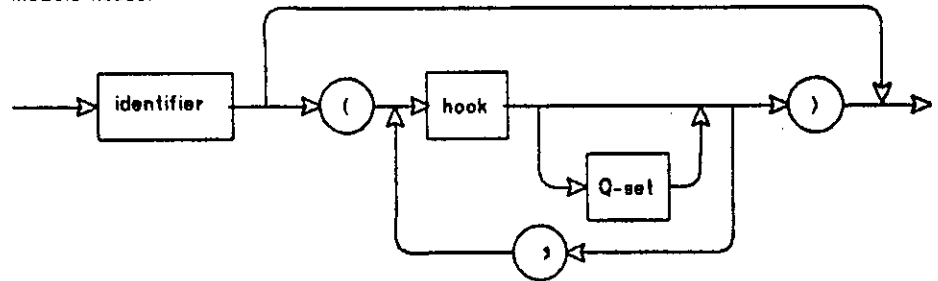 identifier
(
hook
)
Q-set
,